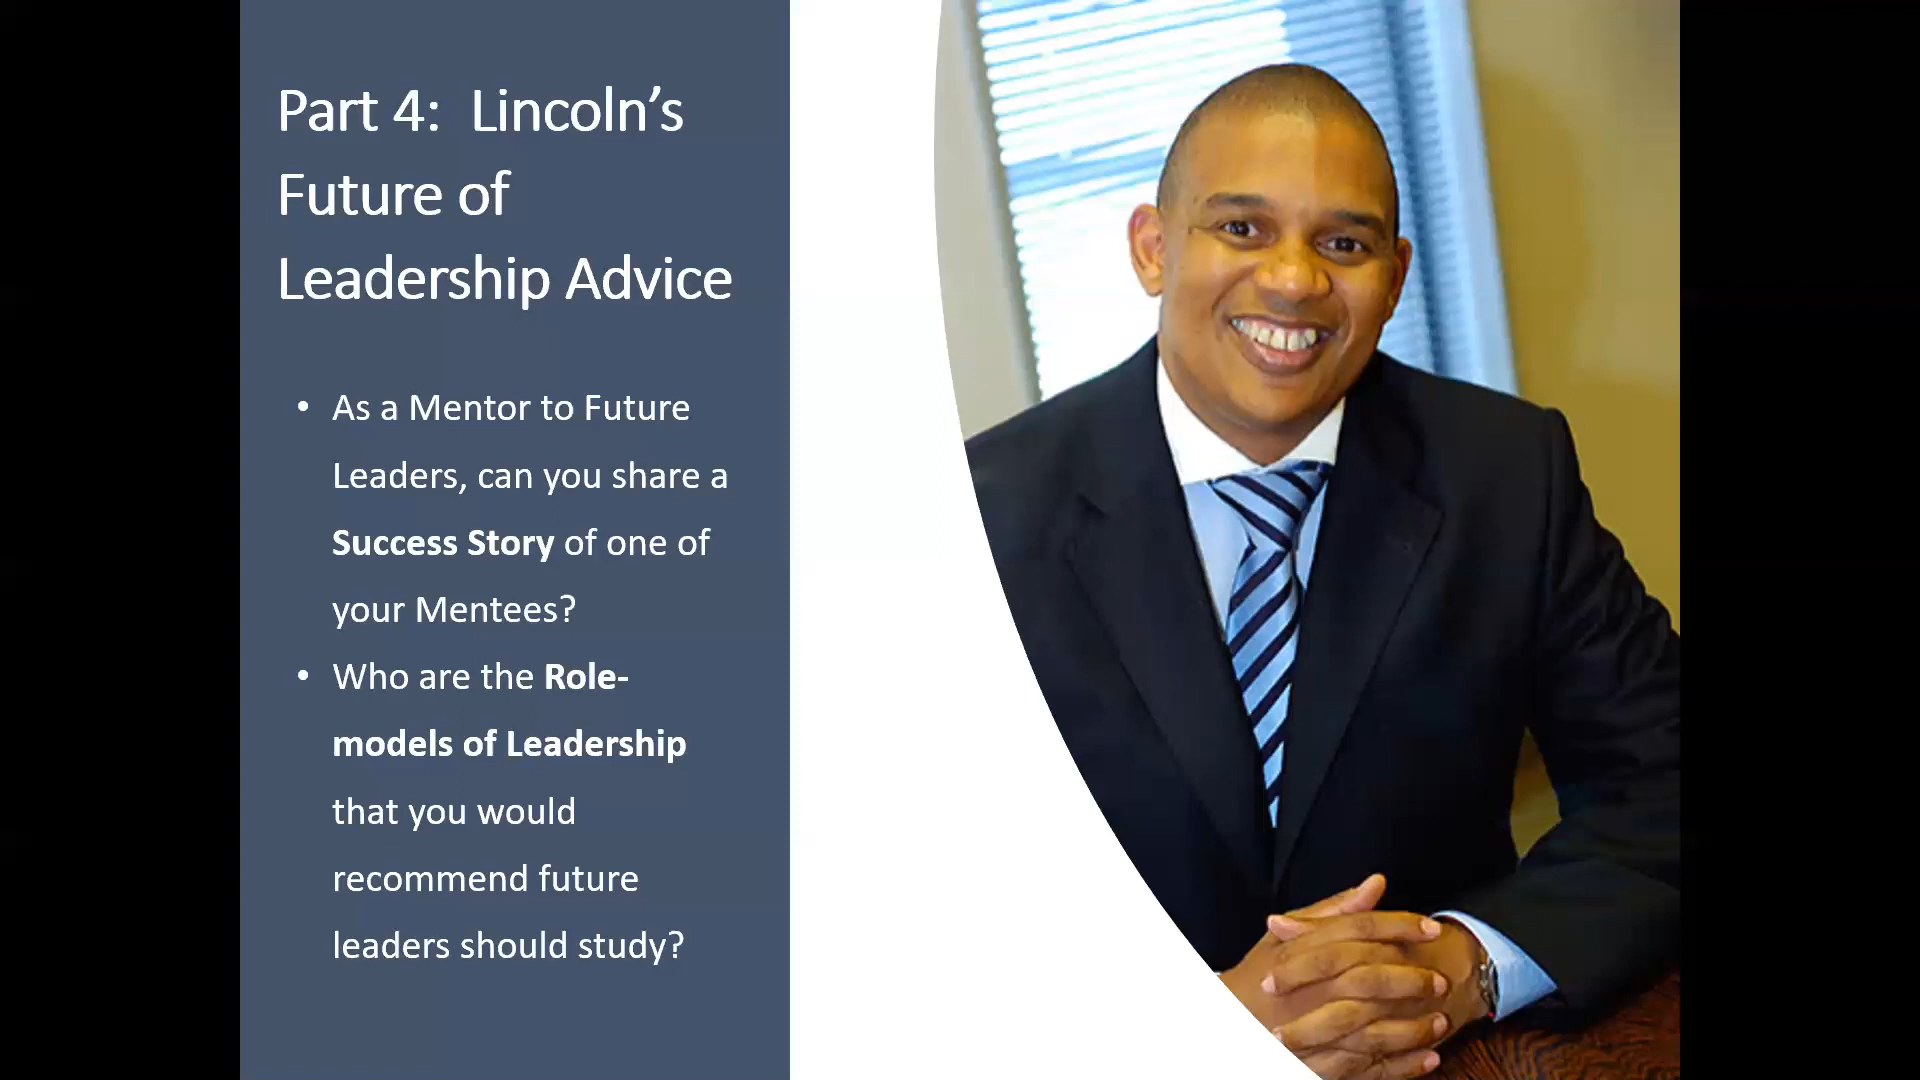 Part 4:  Lincoln’s
Future of
Leadership Advice
• As a Mentor to Future
Leaders, can you share a
Success Story of one of
your Mentees?
• Who are the Role-
models of Leadership
that you would
recommend future
leaders should study?